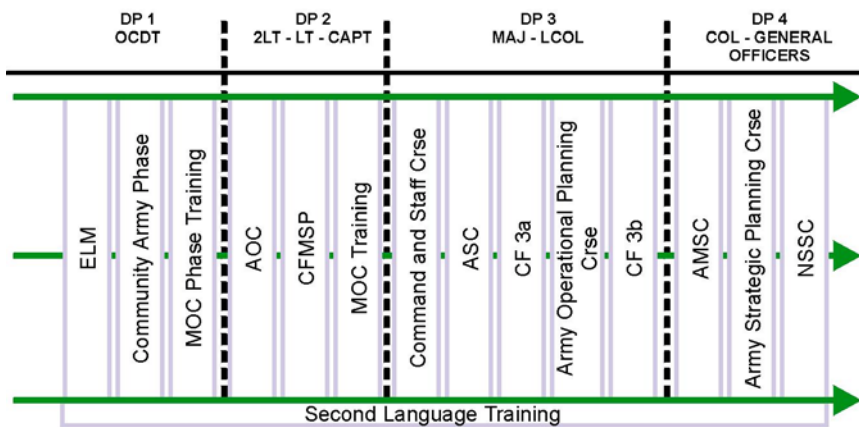 DP 1
OCDT
DP 2
2LT - LT - CAPT
DP 3
MAJ - LCOL
DP 4
COL - GENERAL
OFFICERS
ELM
Community Army Phase
MOC Phase Training
AOC
CFMSP
MOC Training
Command and Staff Crse
ASC
CF 3a
Army Operational Planning
Crse
CF 3b
AMSC
Army Strategic Planning Crse
NSSC
Second Language Training